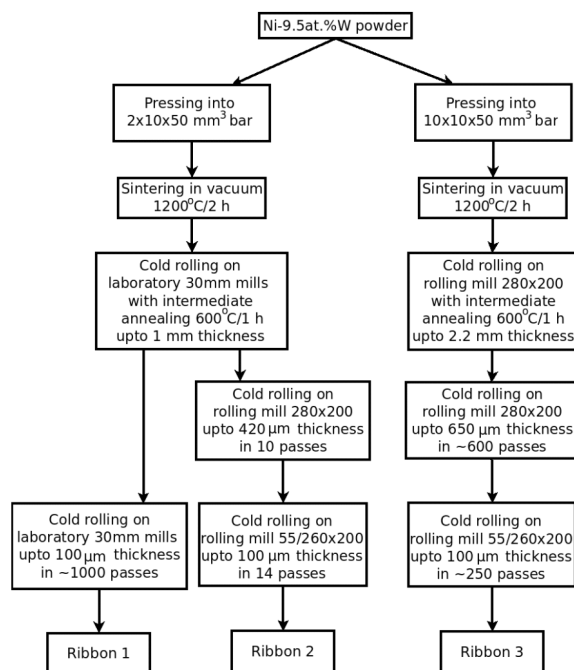 Ni-9.5at.%W powder
Pressing into
2x10x50 mm³ bar
Sintering in vacuum
1200°C/2 h
Cold rolling on
laboratory 30mm mills
with intermediate
annealing 600°C/1 h
upto 1 mm thickness
Cold rolling on
rolling mill 280x200
upto 420 µm thickness
in 10 passes
Cold rolling on
laboratory 30mm mills
upto 100 µm thickness
in ~1000 passes
Cold rolling on
rolling mill 55/260x200
upto 100 µm thickness
in 14 passes
Ribbon 1
Ribbon 2
Pressing into
10x10x50 mm³ bar
Sintering in vacuum
1200°C/2 h
Cold rolling on
rolling mill 280x200
with intermediate
annealing 600°C/1 h
upto 2.2 mm thickness
Cold rolling on
rolling mill 280x200
upto 650 µm thickness
in ~600 passes
Cold rolling on
rolling mill 55/260x200
upto 100 µm thickness
in ~250 passes
Ribbon 3